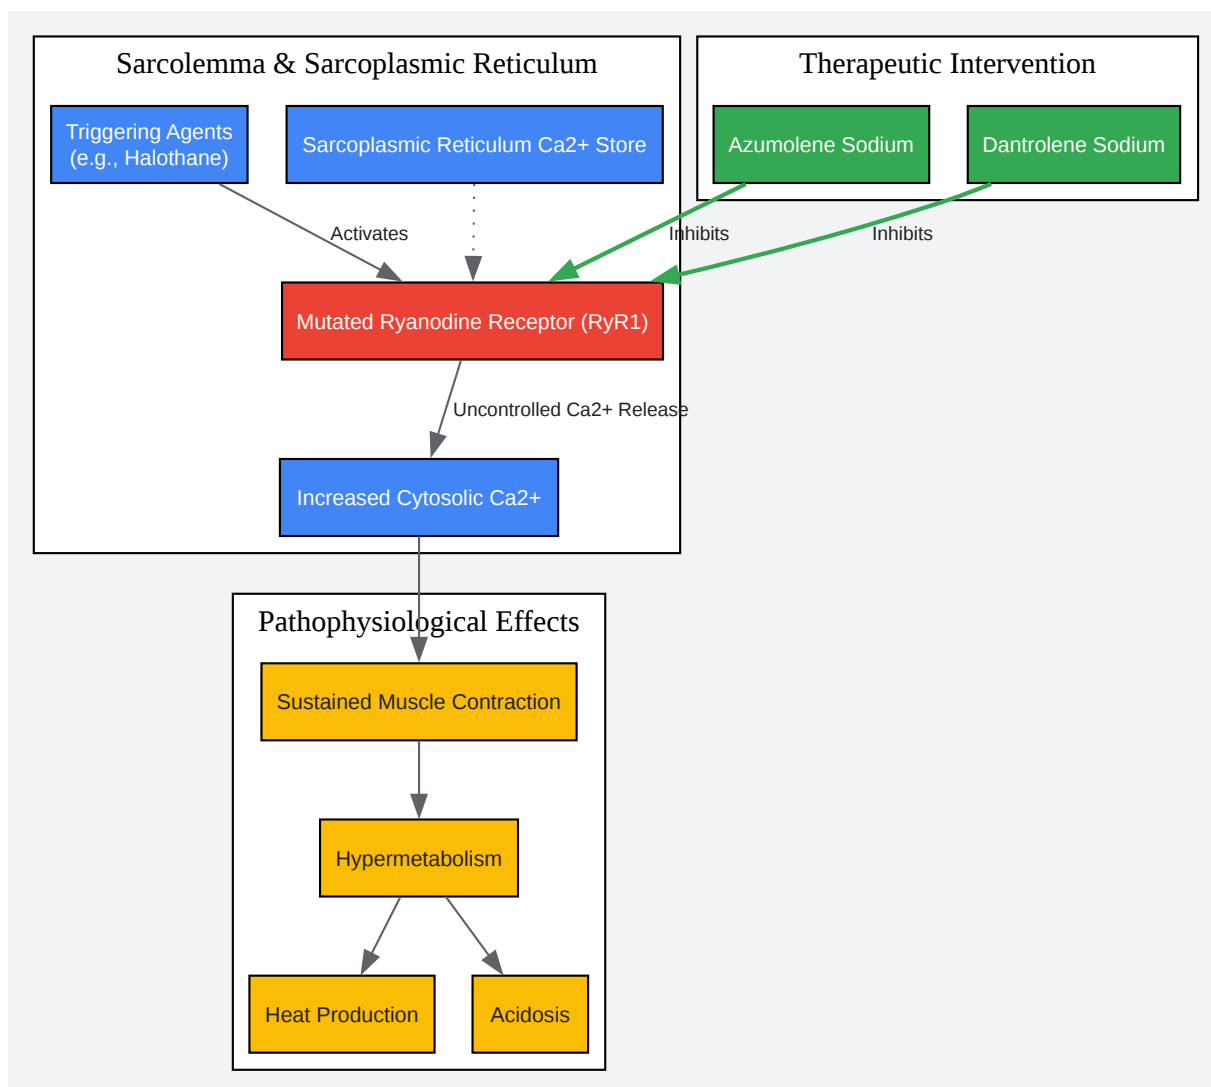 Sarcolemma & Sarcoplasmic Reticulum
Therapeutic Intervention
Triggering Agents
(e.g., Halothane)
Sarcoplasmic Reticulum Ca2+ Store
Azumolene Sodium
Dantrolene Sodium
Activates
Inhibits
Inhibits
Mutated Ryanodine Receptor (RyR1)
Uncontrolled Ca2+ Release
Increased Cytosolic Ca2+
Pathophysiological Effects
Sustained Muscle Contraction
Hypermetabolism
Heat Production
Acidosis